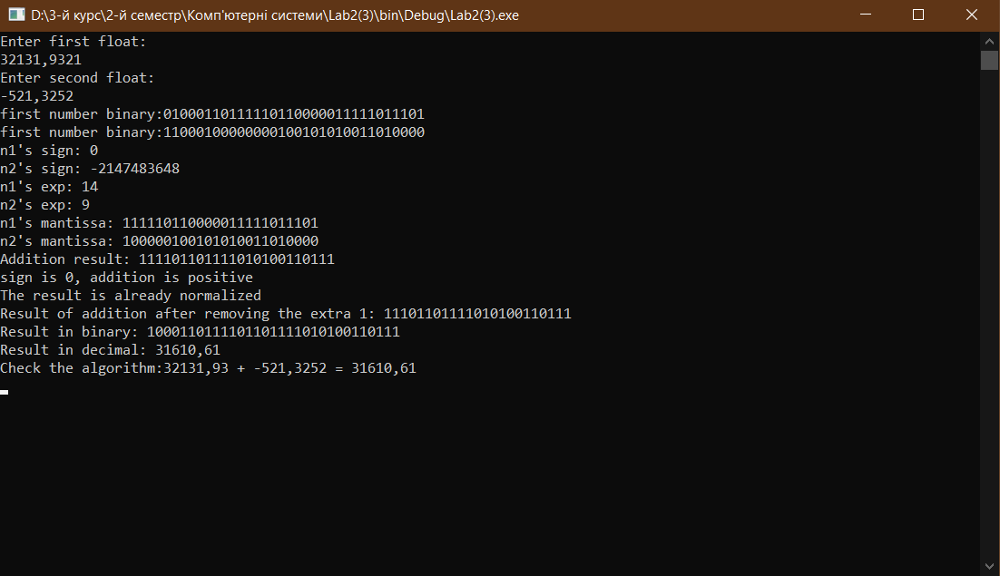 D:\3-й курс\2-й семестр\Комп'ютерні системи\Lab2(3)\bin\Debug\Lab2(3).exe
Enter first float:
32131,9321
Enter second float:
-521,3252
first number binary:01000110111110110000011111011101
first number binary:11000100000000100101010011010000
n1's sign: 0
n2's sign: -2147483648
n1's exp: 14
n2's exp: 9
n1's mantissa: 111110110000011111011101
n2's mantissa: 100000100101010011010000
Addition result: 111101101111010100110111
sign is 0, addition is positive
The result is already normalized
Result of addition after removing the extra 1: 11101101111010100110111
Result in binary: 1000110111101101111010100110111
Result in decimal: 31610,61
Check the algorithm:32131,93 + -521,3252 = 31610,61